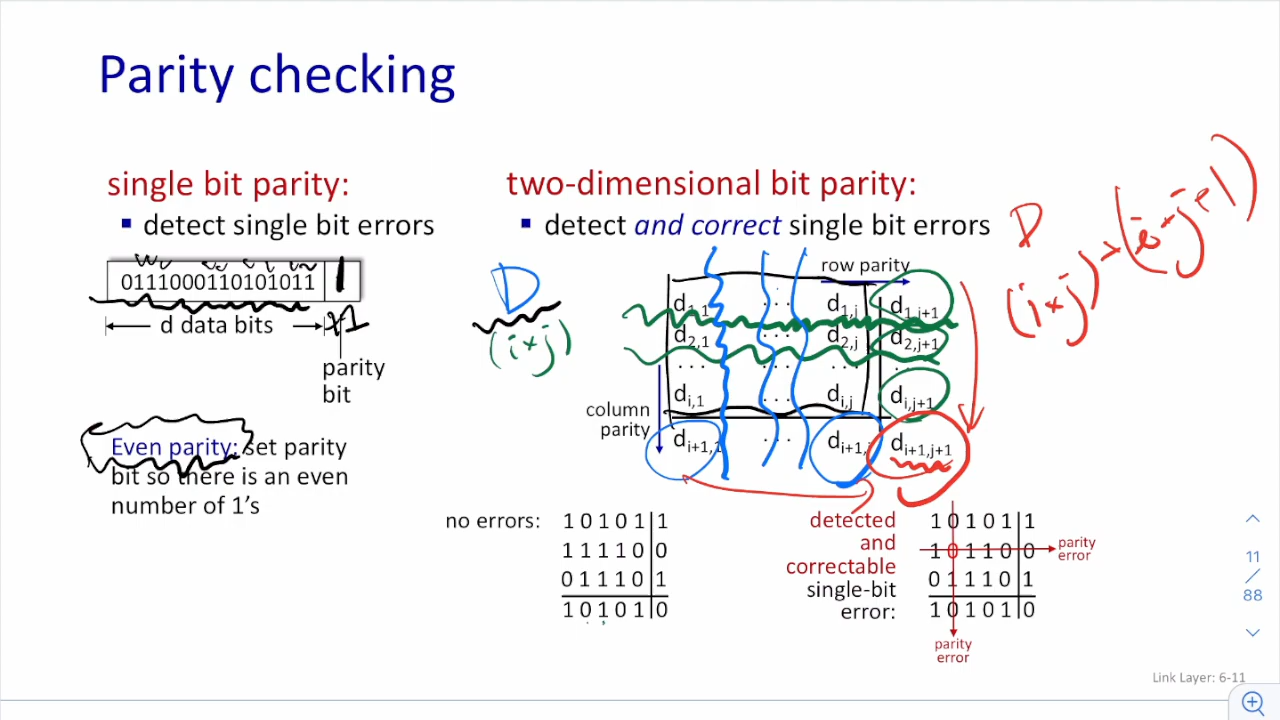 Parity checking
single bit parity:
▪ detect single bit errors
0111000110101011 1
d data bits
parity
bit
Even parity: set parity
bit so there is an even
number of 1's
two-dimensional bit parity:
▪ detect and correct single bit errors
D
(i*j)
D
(i*j)
row parity
d1,1 ... d1,j d1,j+1
d2,1 ... d2,j d2,j+1
... ... ... ..
di,1 ... di,j di,j+1
column
parity
di+1,1 ... di+1,j di+1,j+1
no errors:
1 0 1 0 1 1
1 1 1 1 0 0
0 1 1 1 0 1
1 0 1 0 1 0
detected
and
correctable
single-bit
error:
1 0 1 0 1 1
1 0 1 1 0 0
0 1 1 1 0 1
1 0 1 0 1 0
parity
error
parity
error
11
/
88
Link Layer: 6-11